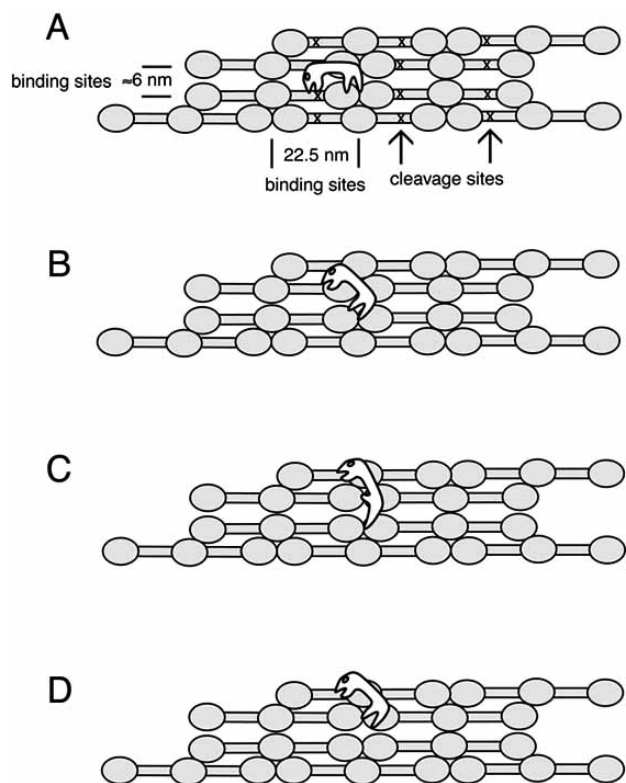 A
binding sites ≈6 nm
22.5 nm
binding sites
cleavage sites
B
C
D